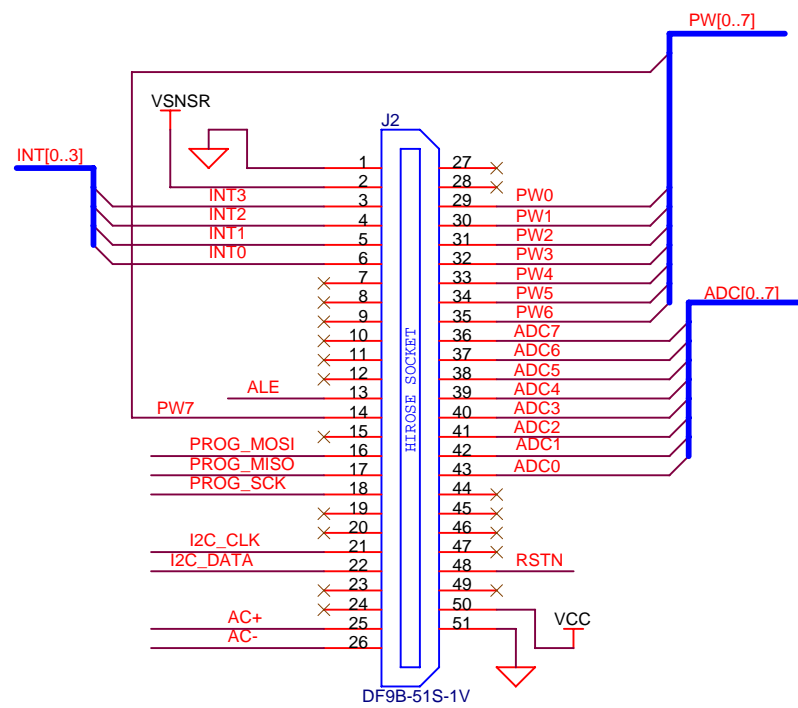 PW[0..7]
VSNSR
J2
INT[0..3]
1 27
2 28
INT3 3 29 PW0
INT2 4 30 PW1
INT1 5 31 PW2
INT0 6 32 PW3
7 33 PW4
8 34 PW5
9 35 PW6
ADC[0..7]
10 36 ADC7
11 37 ADC6
12 38 ADC5
ALE 13 39 ADC4
PW7 14 40 ADC3
15 41 ADC2
PROG_MOSI 16 42 ADC1
PROG_MISO 17 43 ADC0
PROG_SCK 18 44
19 45
20 46
I2C_CLK 21 47
I2C_DATA 22 48 RSTN
23 49
24 50
AC+ 25 51 VCC
AC- 26
HIROSE SOCKET
DF9B-51S-1V